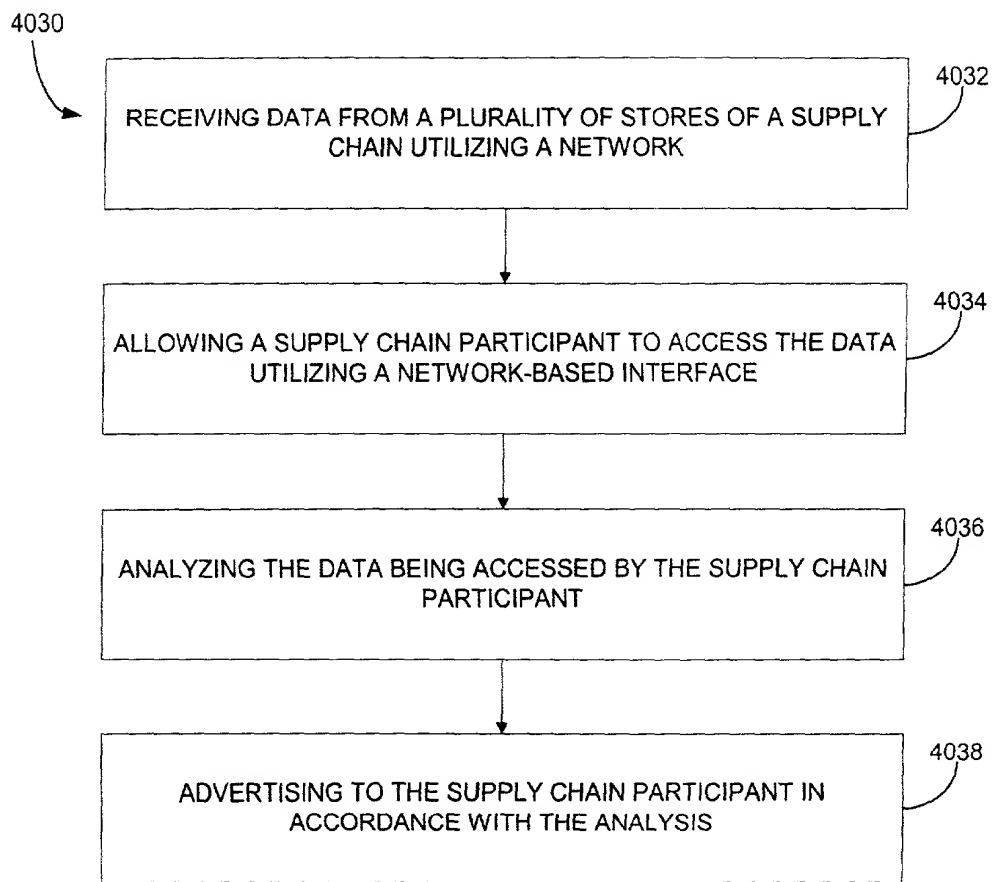 4030
4032
RECEIVING DATA FROM A PLURALITY OF STORES OF A SUPPLY
CHAIN UTILIZING A NETWORK
4034
ALLOWING A SUPPLY CHAIN PARTICIPANT TO ACCESS THE DATA
UTILIZING A NETWORK-BASED INTERFACE
4036
ANALYZING THE DATA BEING ACCESSED BY THE SUPPLY CHAIN
PARTICIPANT
4038
ADVERTISING TO THE SUPPLY CHAIN PARTICIPANT IN
ACCORDANCE WITH THE ANALYSIS